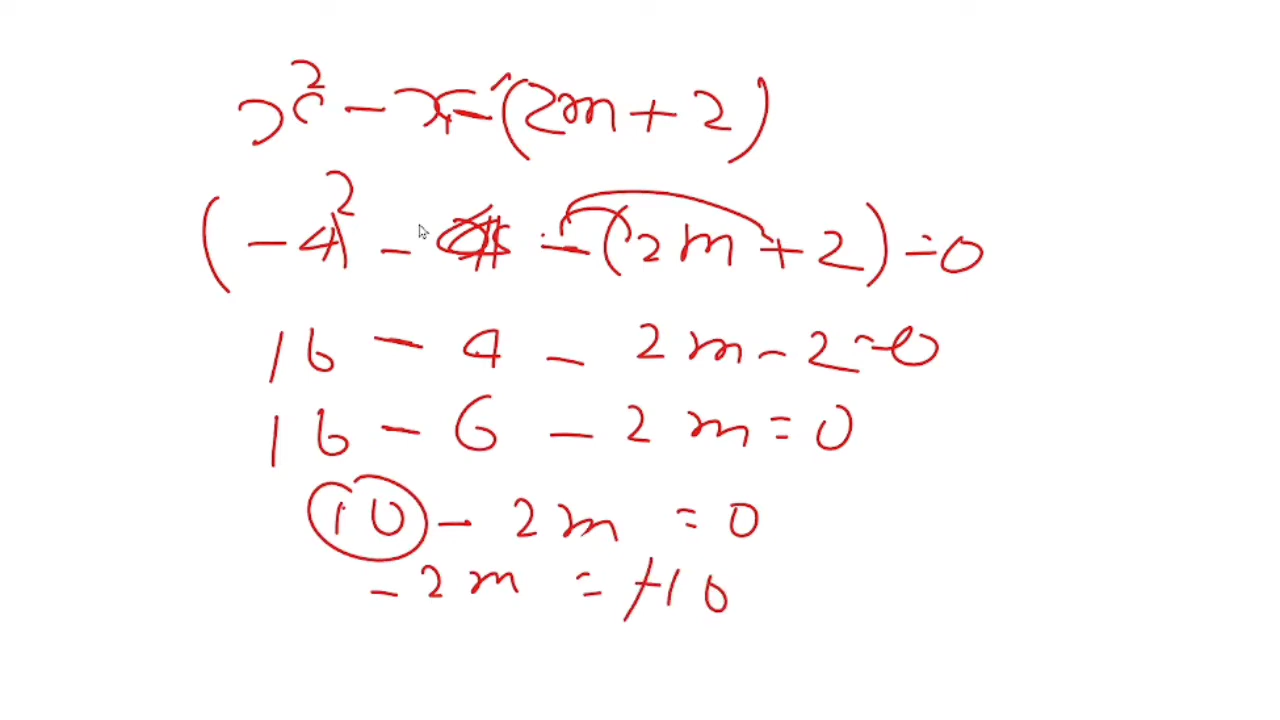 x² - x - (2m + 2)
(-4)² - - (2m + 2) = 0
16 - 4 - 2m - 2 = 0
16 - 6 - 2m = 0
10 - 2m = 0
-2m = -10